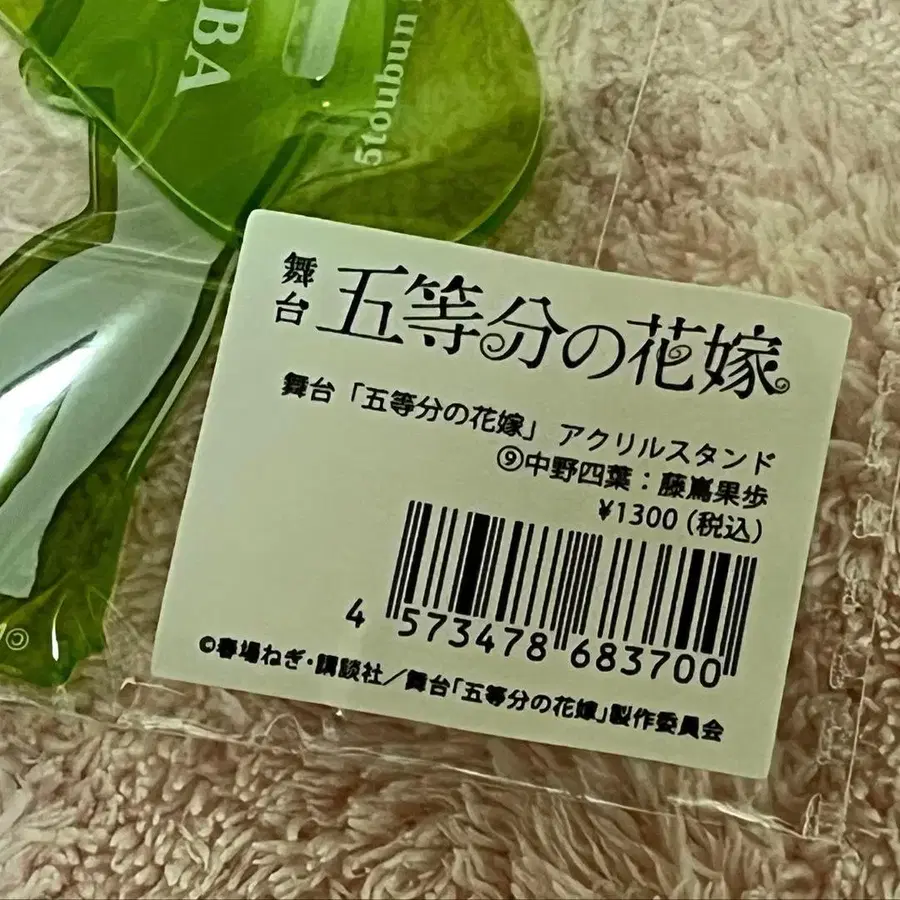 BA
5toubun
舞台
五等分の花嫁
舞台「五等分の花嫁」 アクリルスタンド
⑨中野四葉：藤嶌果歩
¥1300(税込)
4 573478 683700
©春場ねぎ・講談社／舞台「五等分の花嫁」製作委員会
©